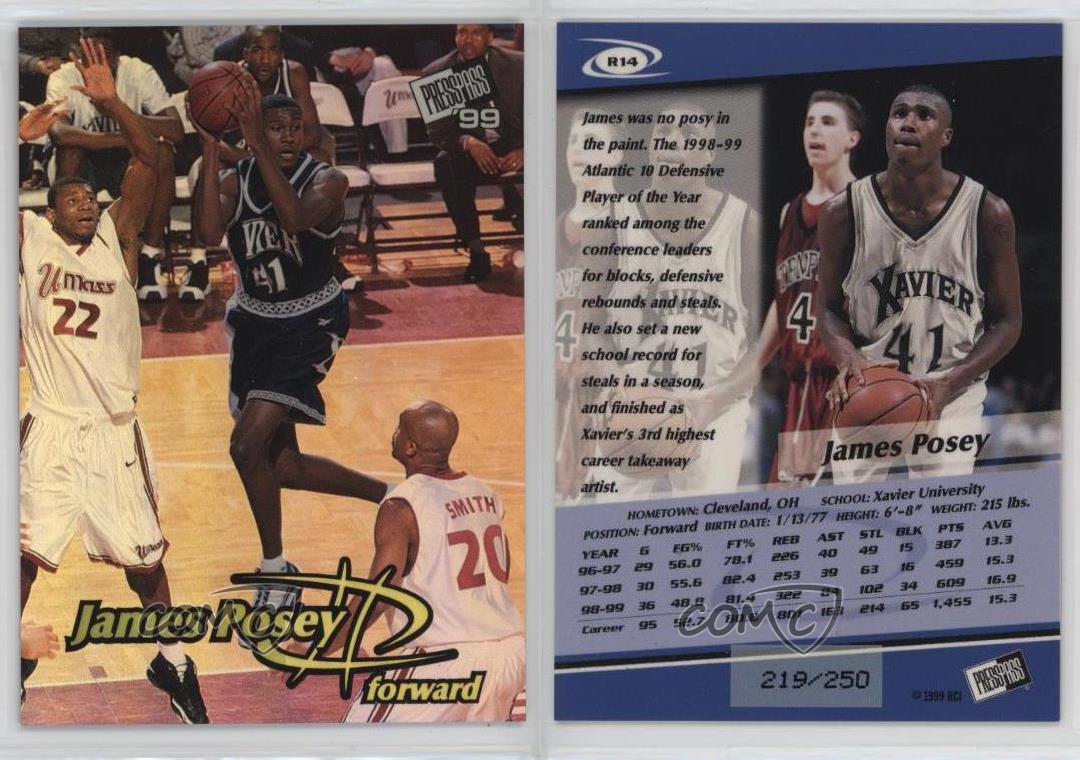 PRESS PASS
'99
UMass
22
41
SMITH
20
UMass
James Posey
forward
R14
James was no posy in
the paint. The 1998-99
Atlantic 10 Defensive
Player of the Year
ranked among the
conference leaders
for blocks, defensive
rebounds and steals.
He also set a new
school record for
steals in a season,
and finished as
Xavier's 3rd highest
career takeaway
artist.
4
XAVIER
41
James Posey
HOMETOWN: Cleveland, OH SCHOOL: Xavier University
POSITION: Forward BIRTH DATE: 1/13/77 HEIGHT: 6'-8" WEIGHT: 215 lbs.
YEAR G FG% FT% REB AST STL BLK PTS AVG
96-97 29 56.0 78.1 226 40 49 15 387 13.3
97-98 30 55.6 82.4 253 39 63 16 459 15.3
98-99 36 48.8 81.4 322 102 34 609 16.9
Career 95 52.7 214 65 1,455 15.3
COMC
219/250
© 1999 RCI
PRESS PASS